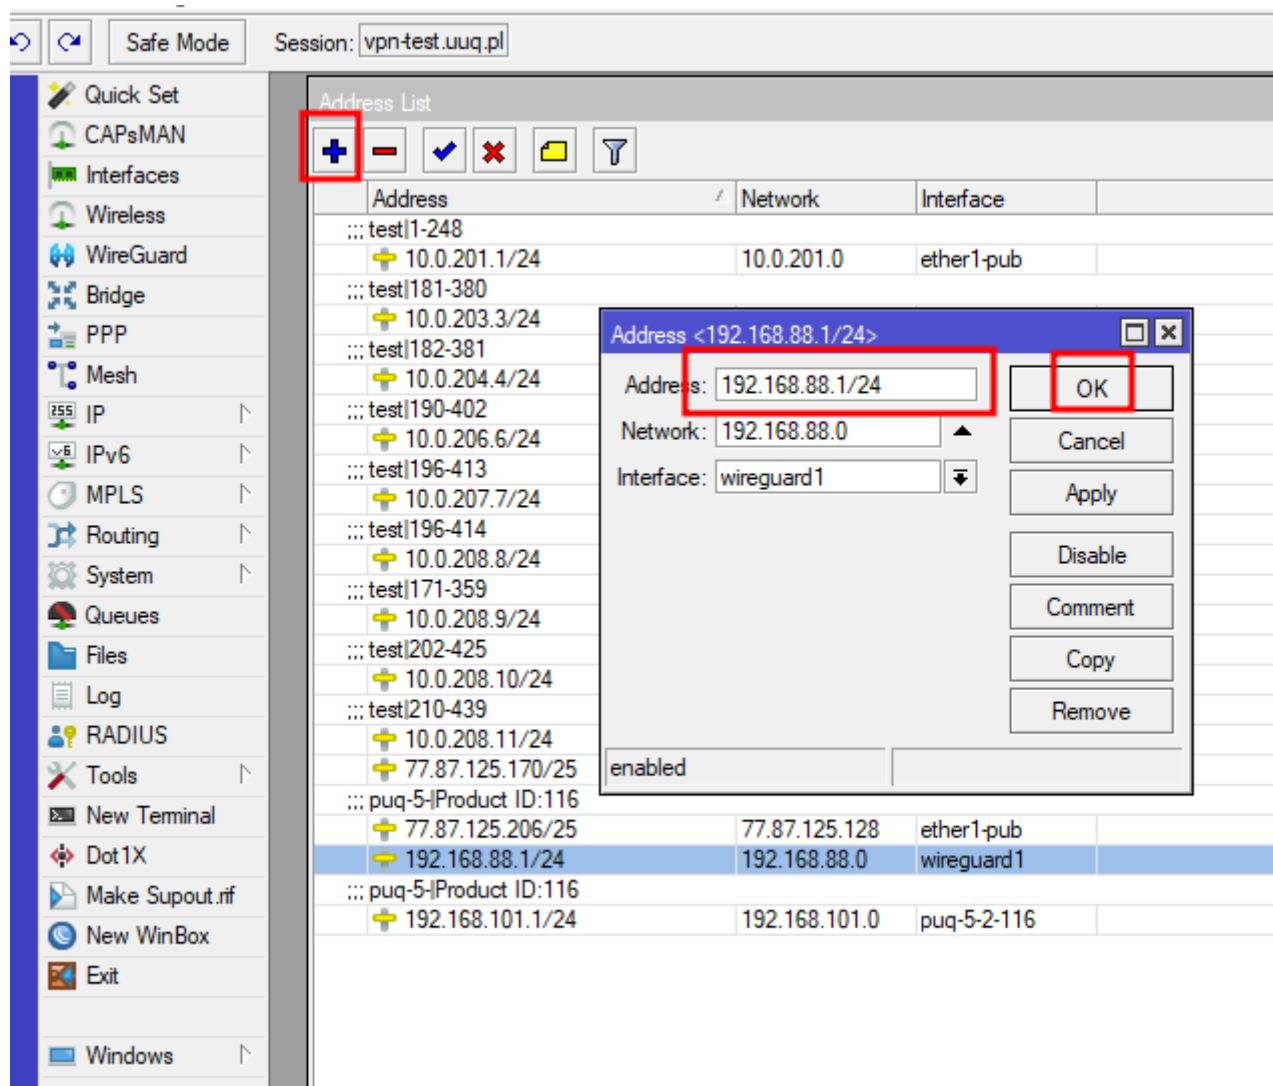 Safe Mode Session: vpn-test.uuq.pl
Quick Set
CAPsMAN
Interfaces
Wireless
WireGuard
Bridge
PPP
Mesh
IP
IPv6
MPLS
Routing
System
Queues
Files
Log
RADIUS
Tools
New Terminal
Dot1X
Make Supout.rif
New WinBox
Exit
Windows
Address List
Address Network Interface
;;; test|1-248
10.0.201.1/24 10.0.201.0 ether1-pub
;;; test|181-380
10.0.203.3/24
;;; test|182-381
10.0.204.4/24
;;; test|190-402
10.0.206.6/24
;;; test|196-413
10.0.207.7/24
;;; test|196-414
10.0.208.8/24
;;; test|171-359
10.0.208.9/24
;;; test|202-425
10.0.208.10/24
;;; test|210-439
10.0.208.11/24
77.87.125.170/25
;;; puq-5-|Product ID:116
77.87.125.206/25 77.87.125.128 ether1-pub
192.168.88.1/24 192.168.88.0 wireguard1
;;; puq-5-|Product ID:116
192.168.101.1/24 192.168.101.0 puq-5-2-116
Address <192.168.88.1/24>
Address: 192.168.88.1/24
Network: 192.168.88.0
Interface: wireguard1
OK
Cancel
Apply
Disable
Comment
Copy
Remove
enabled